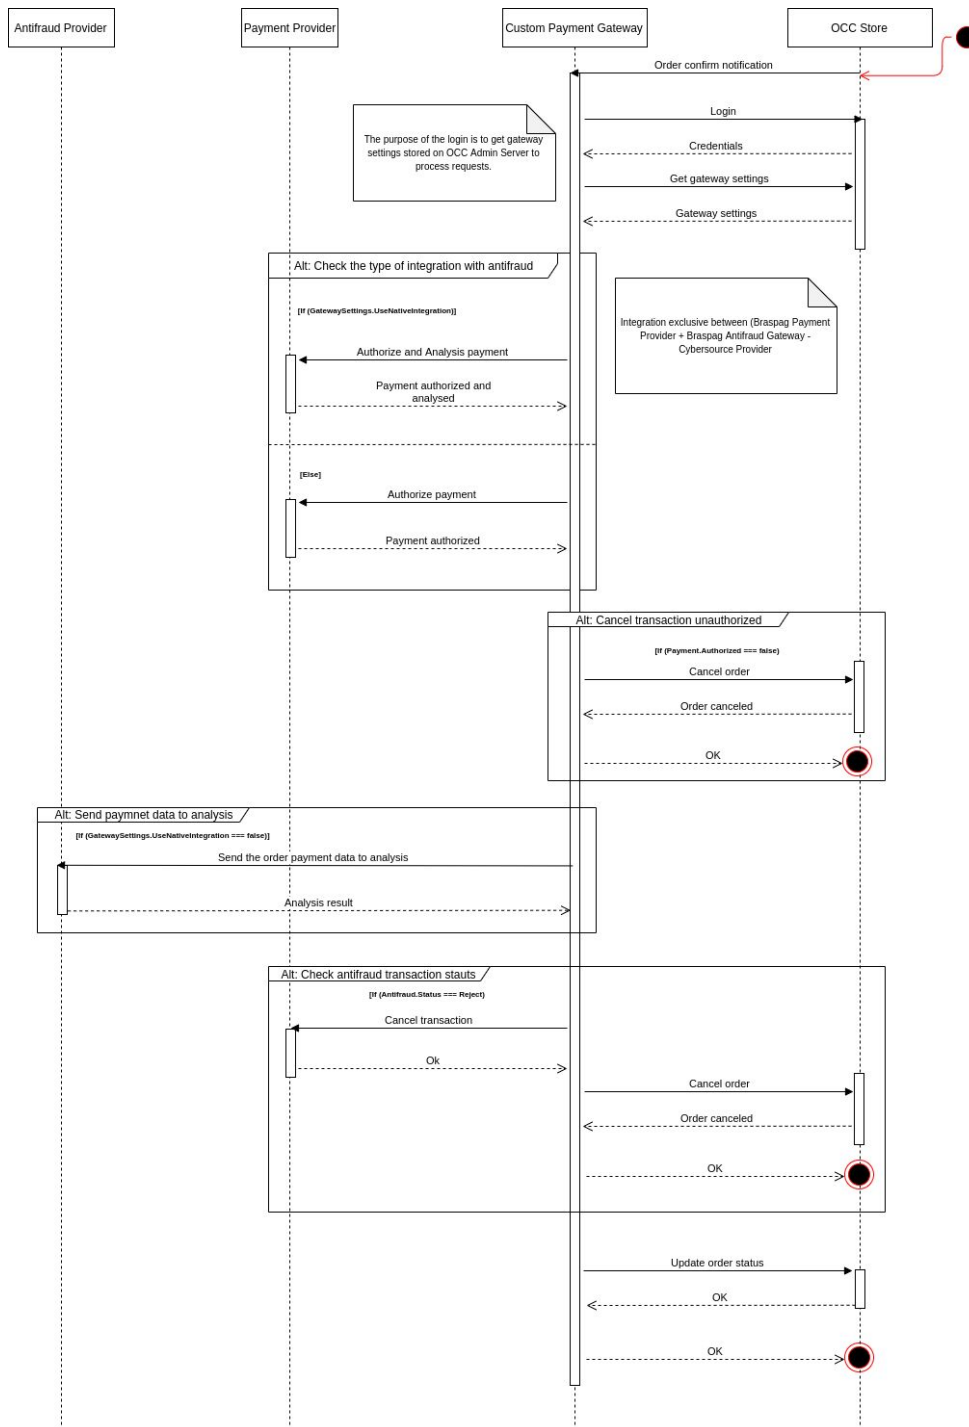 Antifraud Provider
Payment Provider
Custom Payment Gateway
OCC Store
Order confirm notification
Login
The purpose of the login is to get gateway
settings stored on OCC Admin Server to
process requests.
Credentials
Get gateway settings
Gateway settings
Alt: Check the type of integration with antifraud
[If (GatewaySettings.UseNativeIntegration)]
Integration exclusive between (Braspag Payment
Provider + Braspag Antifraud Gateway -
Cybersource Provider
Authorize and Analysis payment
Payment authorized and
analysed
[Else]
Authorize payment
Payment authorized
Alt: Cancel transaction unauthorized
[If (Payment.Authorized === false)
Cancel order
Order canceled
OK
Alt: Send paymnet data to analysis
[If (GatewaySettings.UseNativeIntegration === false)]
Send the order payment data to analysis
Analysis result
Alt: Check antifraud transaction stauts
[If (Antifraud.Status === Reject)
Cancel transaction
Ok
Cancel order
Order canceled
OK
Update order status
OK
OK